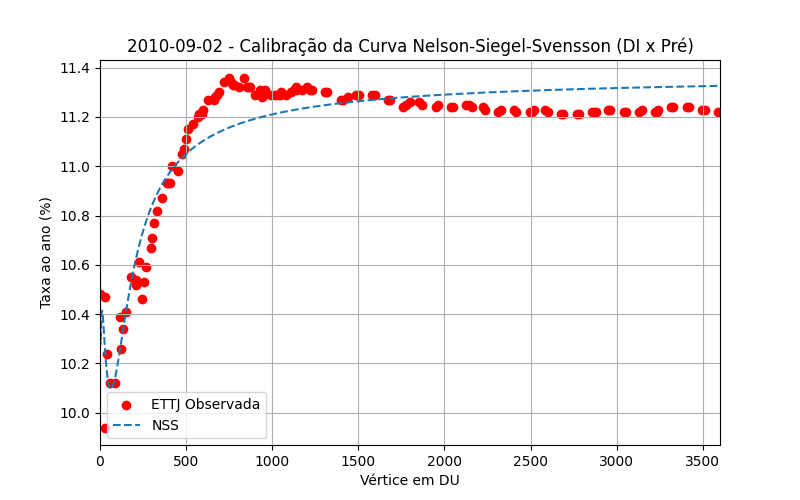 2010-09-02 - Calibração da Curva Nelson-Siegel-Svensson (DI x Pré)
Taxa ao ano (%)
11.4
11.2
11.0
10.8
10.6
10.4
10.2
10.0
ETTJ Observada
NSS
0 500 1000 1500 2000 2500 3000 3500
Vértice em DU